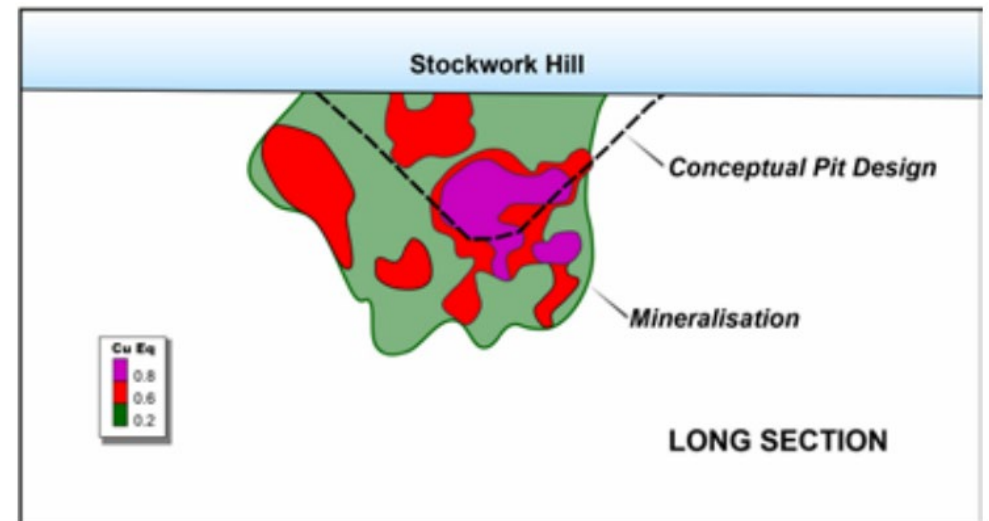 Stockwork Hill
Conceptual Pit Design
Mineralisation
Cu Eq
0.8
0.6
0.2
LONG SECTION